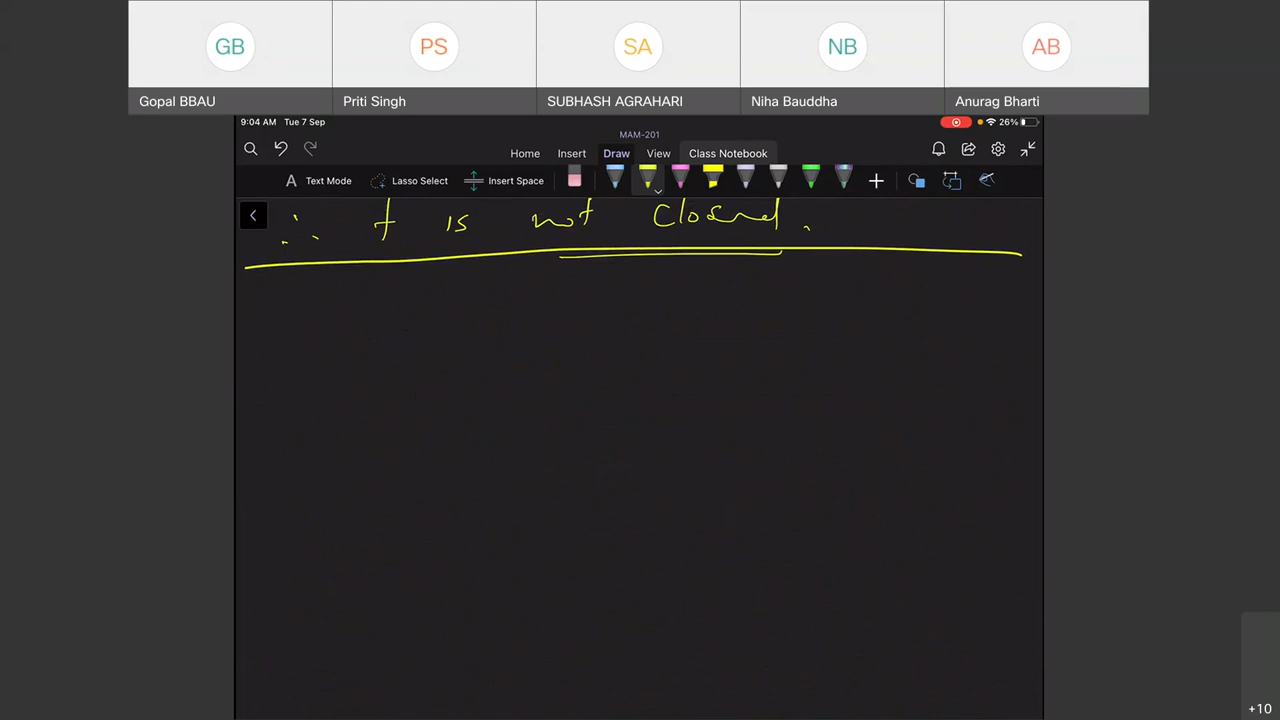 GB PS SA NB AB
Gopal BBAU Priti Singh SUBHASH AGRAHARI Niha Bauddha Anurag Bharti
9:04 AM Tue 7 Sep 26%
MAM-201
Home Insert Draw View Class Notebook
Text Mode Lasso Select Insert Space
∴ f is not closed.
+10